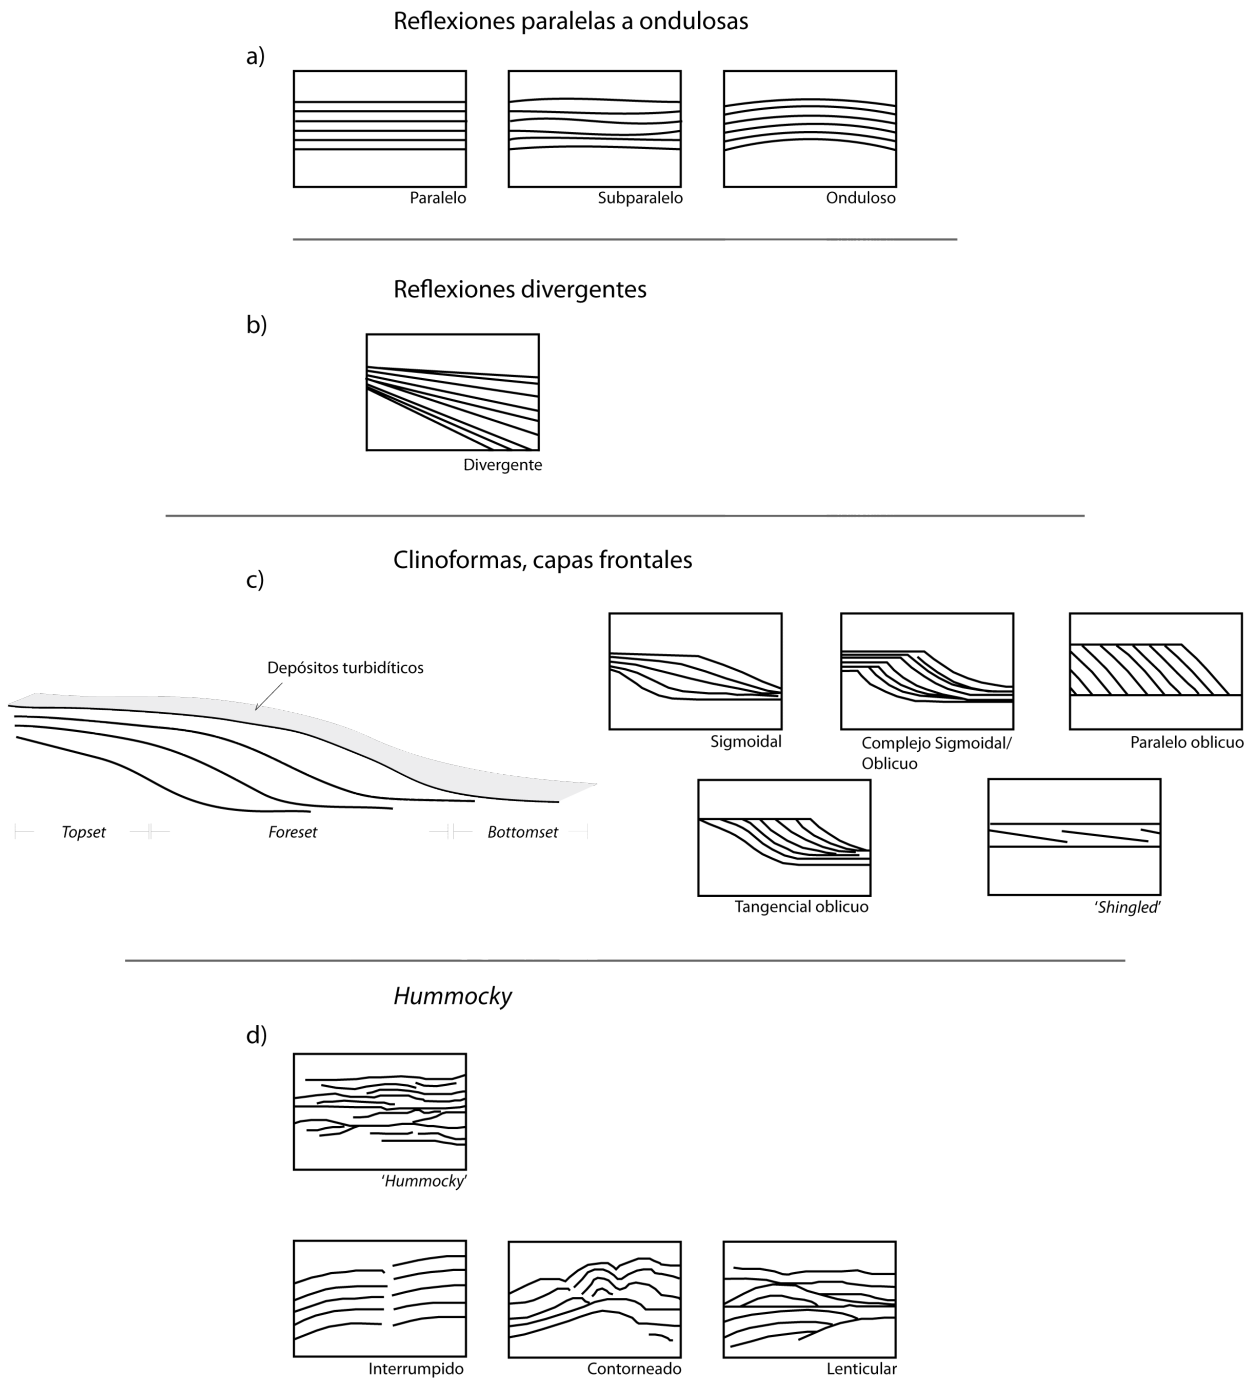 Reflexiones paralelas a ondulosas
a)
Paralelo
Subparalelo
Onduloso
Reflexiones divergentes
b)
Divergente
Clinoformas, capas frontales
c)
Depósitos turbidíticos
Topset
Foreset
Bottomset
Sigmoidal
Complejo Sigmoidal/
Oblicuo
Paralelo oblicuo
Tangencial oblicuo
‘Shingled’
Hummocky
d)
‘Hummocky’
Interrumpido
Contorneado
Lenticular